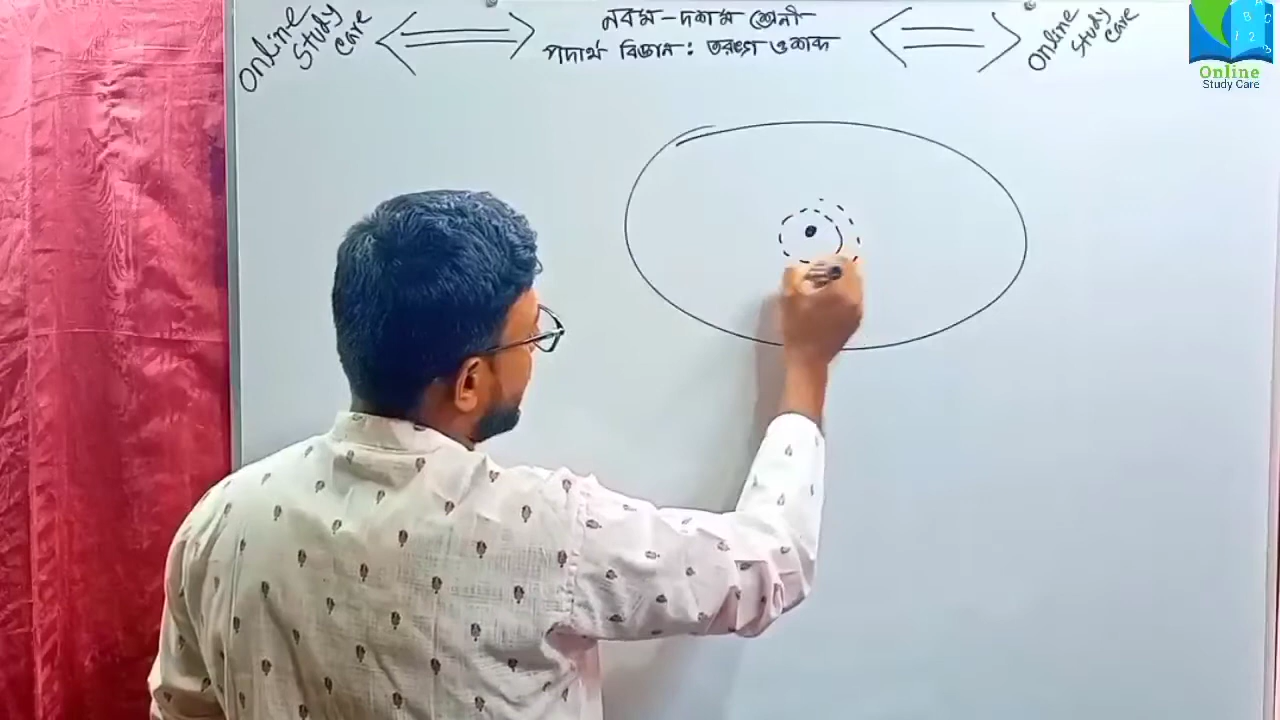 Online
Study
Care
নবম-দশম শ্রেনী
পদার্থ বিজ্ঞান : তরঙ্গ ও শব্দ
Online
Study
Care
Online
Study Care